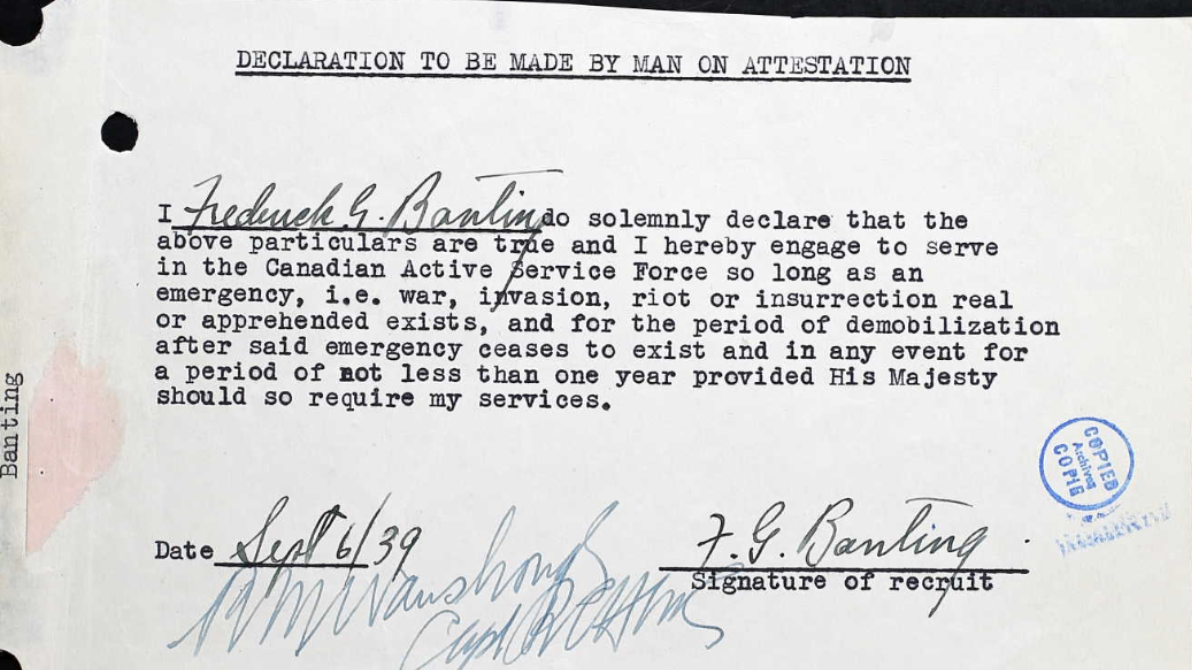 DECLARATION TO BE MADE BY MAN ON ATTESTATION
I Frederick G. Banting do solemnly declare that the
above particulars are true and I hereby engage to serve
in the Canadian Active Service Force so long as an
emergency, i.e. war, invasion, riot or insurrection real
or apprehended exists, and for the period of demobilization
after said emergency ceases to exist and in any event for
a period of not less than one year provided His Majesty
should so require my services.
Banting
COPIED
Archives
COPIÉ
Date Sept 6/39
F. G. Banting
Signature of recruit
Capt